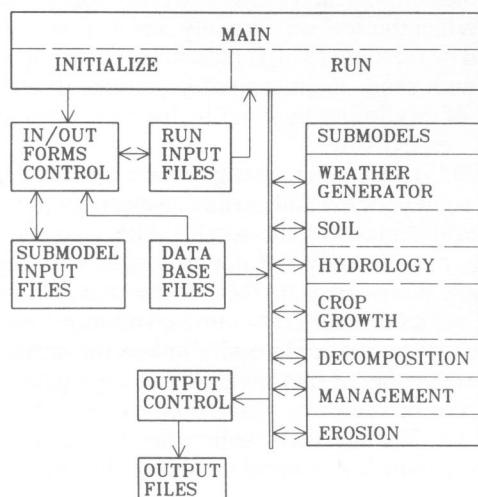 MAIN
INITIALIZE
RUN
IN/OUT
FORMS
CONTROL
RUN
INPUT
FILES
SUBMODEL
INPUT
FILES
DATA
BASE
FILES
OUTPUT
CONTROL
OUTPUT
FILES
SUBMODELS
WEATHER
GENERATOR
SOIL
HYDROLOGY
CROP
GROWTH
DECOMPOSITION
MANAGEMENT
EROSION